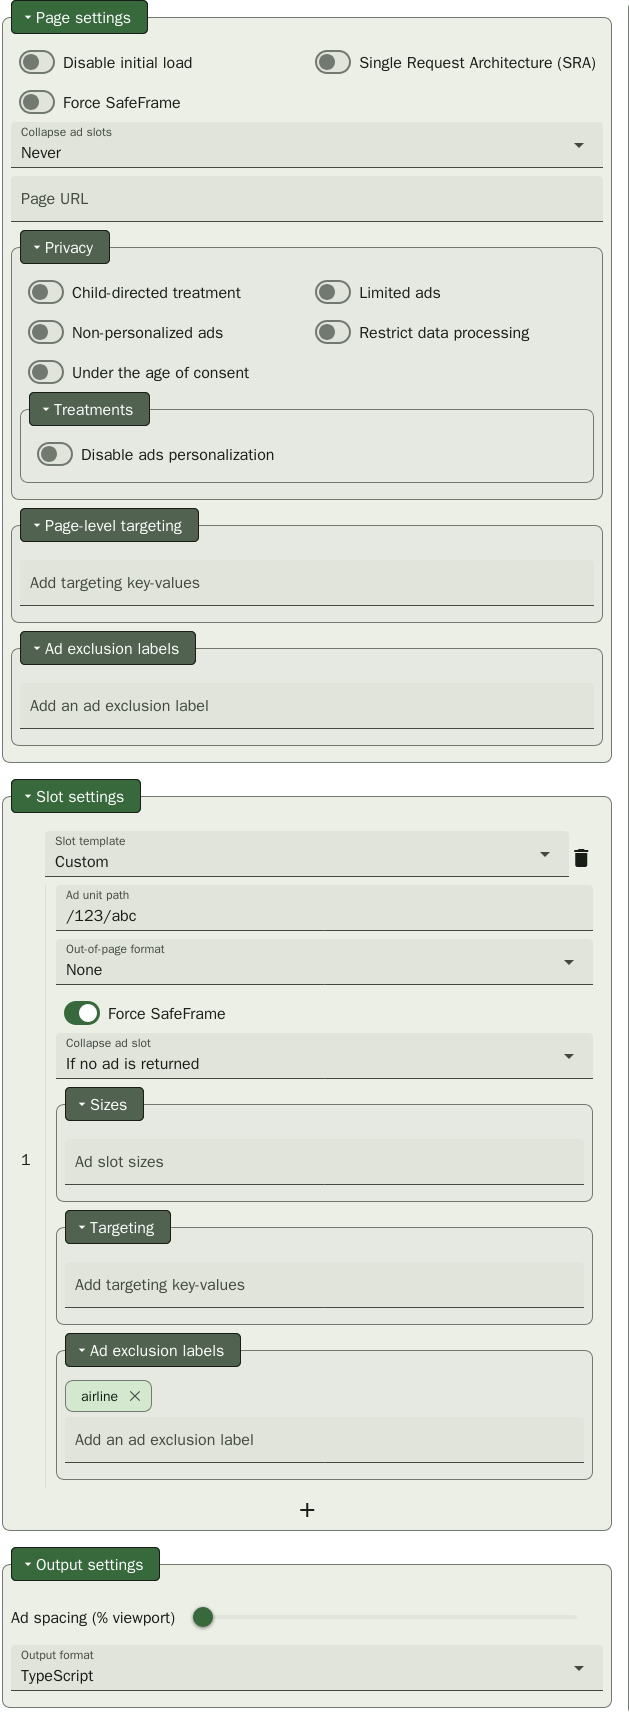 Page settings
Disable initial load
Single Request Architecture (SRA)
Force SafeFrame
Collapse ad slots
Never
Page URL
Privacy
Child-directed treatment
Limited ads
Non-personalized ads
Restrict data processing
Under the age of consent
Treatments
Disable ads personalization
Page-level targeting
Add targeting key-values
Ad exclusion labels
Add an ad exclusion label
Slot settings
Slot template
Custom
Ad unit path
/123/abc
Out-of-page format
None
Force SafeFrame
Collapse ad slot
If no ad is returned
Sizes
1
Ad slot sizes
Targeting
Add targeting key-values
Ad exclusion labels
airline
Add an ad exclusion label
Output settings
Ad spacing (% viewport)
Output format
TypeScript